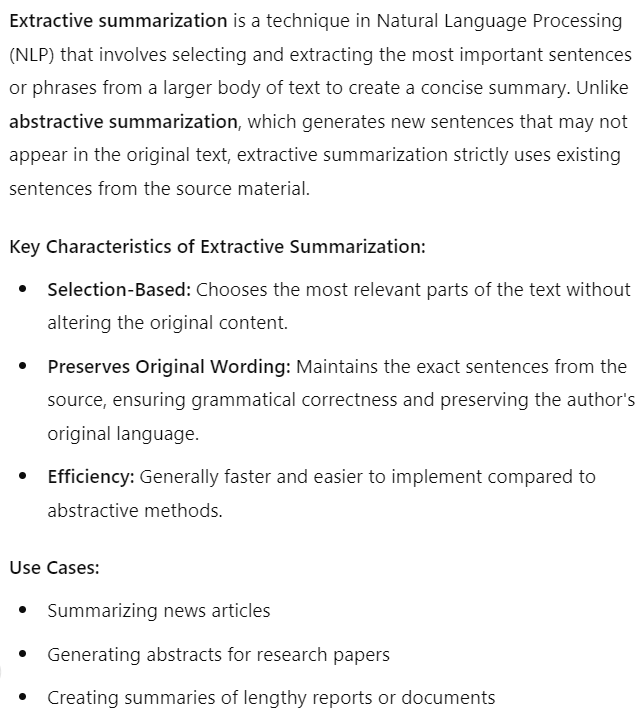 Extractive summarization is a technique in Natural Language Processing
(NLP) that involves selecting and extracting the most important sentences
or phrases from a larger body of text to create a concise summary. Unlike
abstractive summarization, which generates new sentences that may not
appear in the original text, extractive summarization strictly uses existing
sentences from the source material.
Key Characteristics of Extractive Summarization:
• Selection-Based: Chooses the most relevant parts of the text without
altering the original content.
• Preserves Original Wording: Maintains the exact sentences from the
source, ensuring grammatical correctness and preserving the author's
original language.
• Efficiency: Generally faster and easier to implement compared to
abstractive methods.
Use Cases:
• Summarizing news articles
• Generating abstracts for research papers
• Creating summaries of lengthy reports or documents